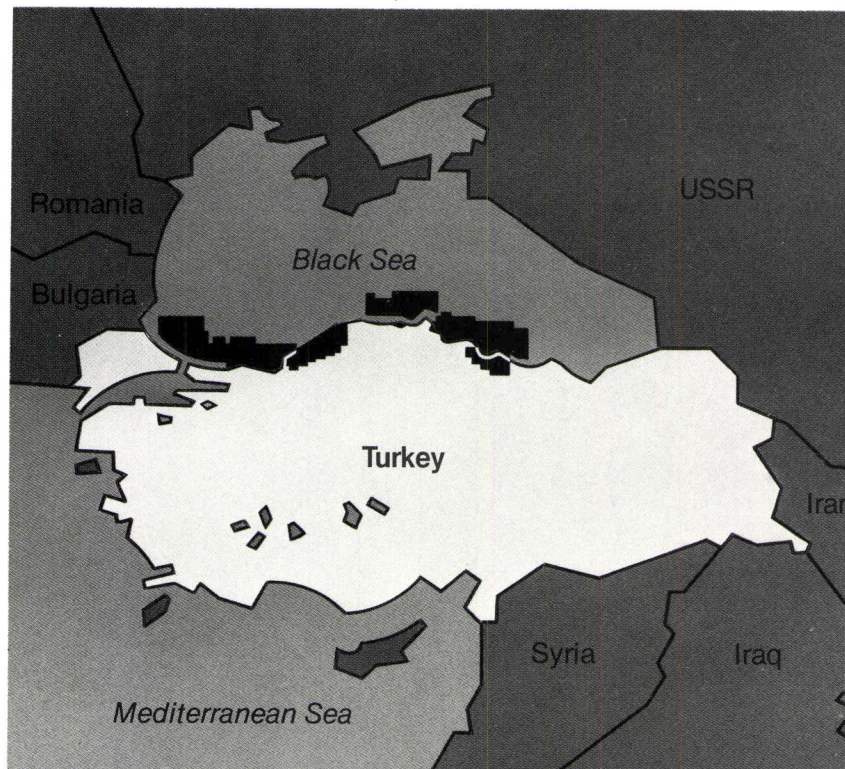 Romania
USSR
Black Sea
Bulgaria
Turkey
Iran
Syria
Iraq
Mediterranean Sea